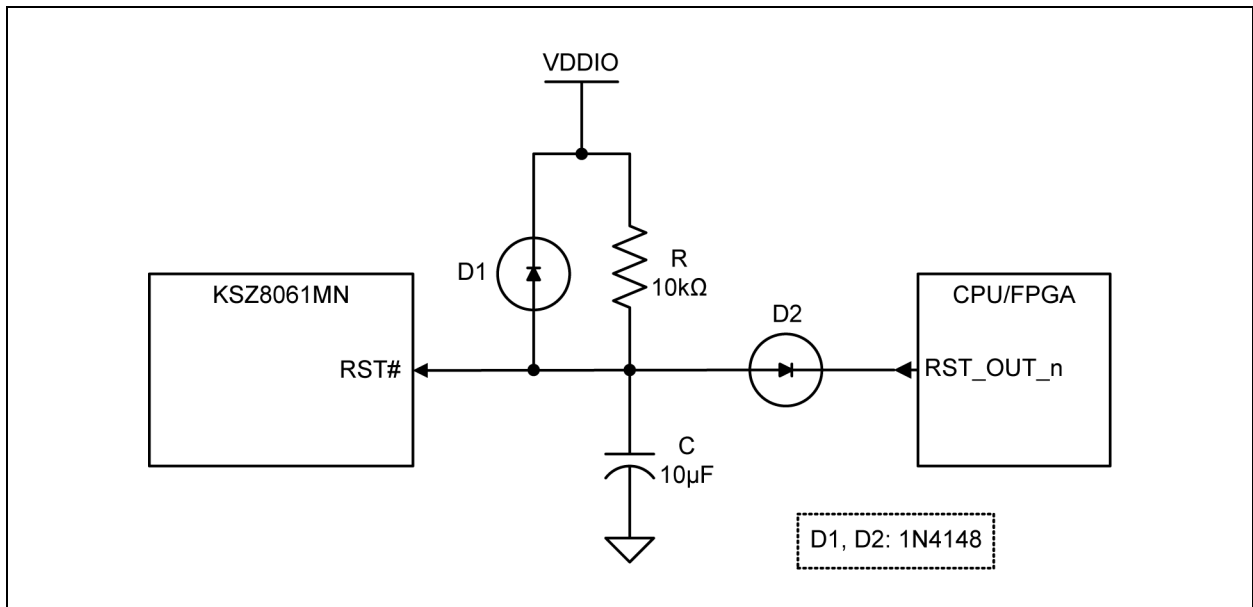 VDDIO
D1
R
10kΩ
KSZ8061MN
RST#
D2
CPU/FPGA
RST_OUT_n
C
10µF
D1, D2: 1N4148